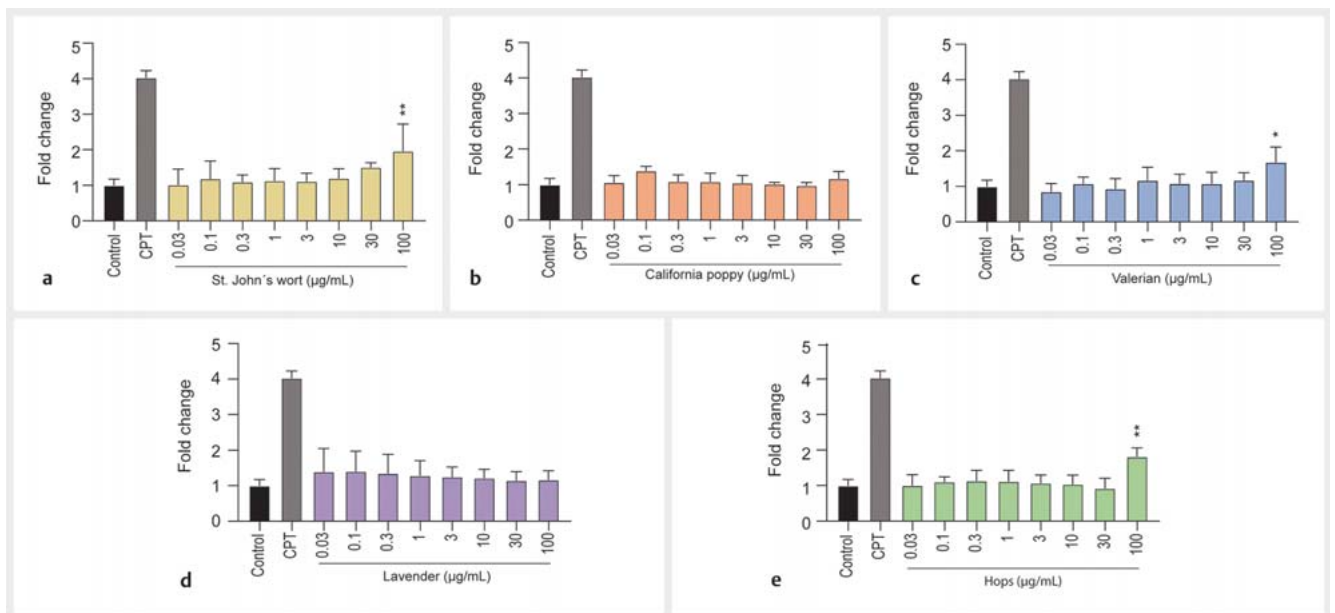 Fold change
5
4
3
2
1
0
**
Control
CPT
0.03
0.1
0.3
1
3
10
30
100
a
St. John´s wort (µg/mL)
Fold change
5
4
3
2
1
0
Control
CPT
0.03
0.1
0.3
1
3
10
30
100
b
California poppy (µg/mL)
Fold change
5
4
3
2
1
0
*
Control
CPT
0.03
0.1
0.3
1
3
10
30
100
c
Valerian (µg/mL)
Fold change
5
4
3
2
1
0
Control
CPT
0.03
0.1
0.3
1
3
10
30
100
d
Lavender (µg/mL)
Fold change
5
4
3
2
1
0
**
Control
CPT
0.03
0.1
0.3
1
3
10
30
100
e
Hops (µg/mL)